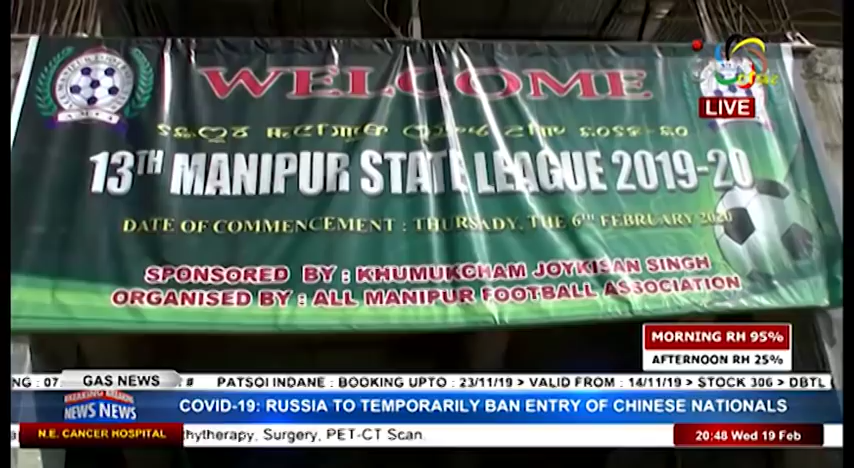 WELCOME
LIVE
13TH MANIPUR STATE LEAGUE 2019-20
DATE OF COMMENCEMENT : THURSADY, THE 6TH FEBRUARY 2020
SPONSORED BY : KHUMUKCHAM JOYKISAN SINGH
ORGANISED BY : ALL MANIPUR FOOTBALL ASSOCIATION
MORNING RH 95%
AFTERNOON RH 25%
NG : 07 GAS NEWS # PATSOI INDANE : BOOKING UPTO : 23/11/19 > VALID FROM : 14/11/19 > STOCK 306 > DBTL
NEWS NEWS COVID-19: RUSSIA TO TEMPORARILY BAN ENTRY OF CHINESE NATIONALS
N.E. CANCER HOSPITAL hytherapy, Surgery, PET-CT Scan. 20:48 Wed 19 Feb